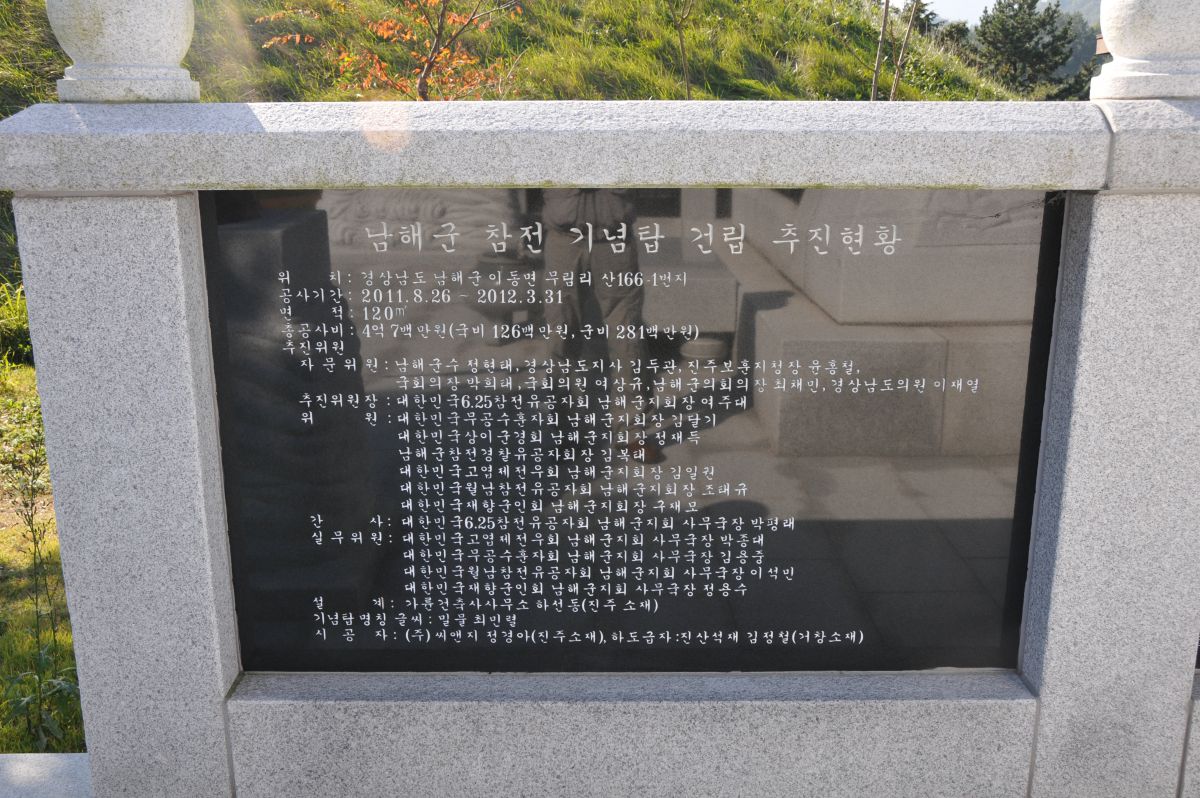 남해군 참전 기념탑 건립 추진현황
위 치 : 경상남도 남해군 이동면 무림리 산166-1번지
공사기간 : 2011.8.26 ~ 2012.3.31
면 적 : 120㎡
총공사비 : 4억 7백만원(국비 126백만원, 군비 281백만원)
추진위원
자 문 위 원 : 남해군수 정현태, 경상남도지사 김두관, 진주보훈지청장 윤홍철,
국회의장 박희태, 국회의원 여상규, 남해군의회의장 최채민, 경상남도의원 이재열
추진위원장 : 대한민국6.25참전유공자회 남해군지회장 여주대
위 원 : 대한민국무공수훈자회 남해군지회장 김달기
대한민국상이군경회 남해군지회장 정재득
남해군참전경찰유공자회장 김복태
대한민국고엽제전우회 남해군지회장 김일원
대한민국월남참전유공자회 남해군지회장 조태규
대한민국재향군인회 남해군지회장 구재모
간 사 : 대한민국6.25참전유공자회 남해군지회 사무국장 박평래
실 무 위 원 : 대한민국고엽제전우회 남해군지회 사무국장 박종대
대한민국무공수훈자회 남해군지회 사무국장 김용중
대한민국월남참전유공자회 남해군지회 사무국장 이석민
대한민국재향군인회 남해군지회 사무국장 정용수
설 계 : 가륜건축사사무소 하선동(진주 소재)
기념탑명칭 글씨 : 밀물 최민렬
시 공 자 : (주)씨앤지 정경아(진주소재), 하도급자:진산석재 김정철(거창소재)